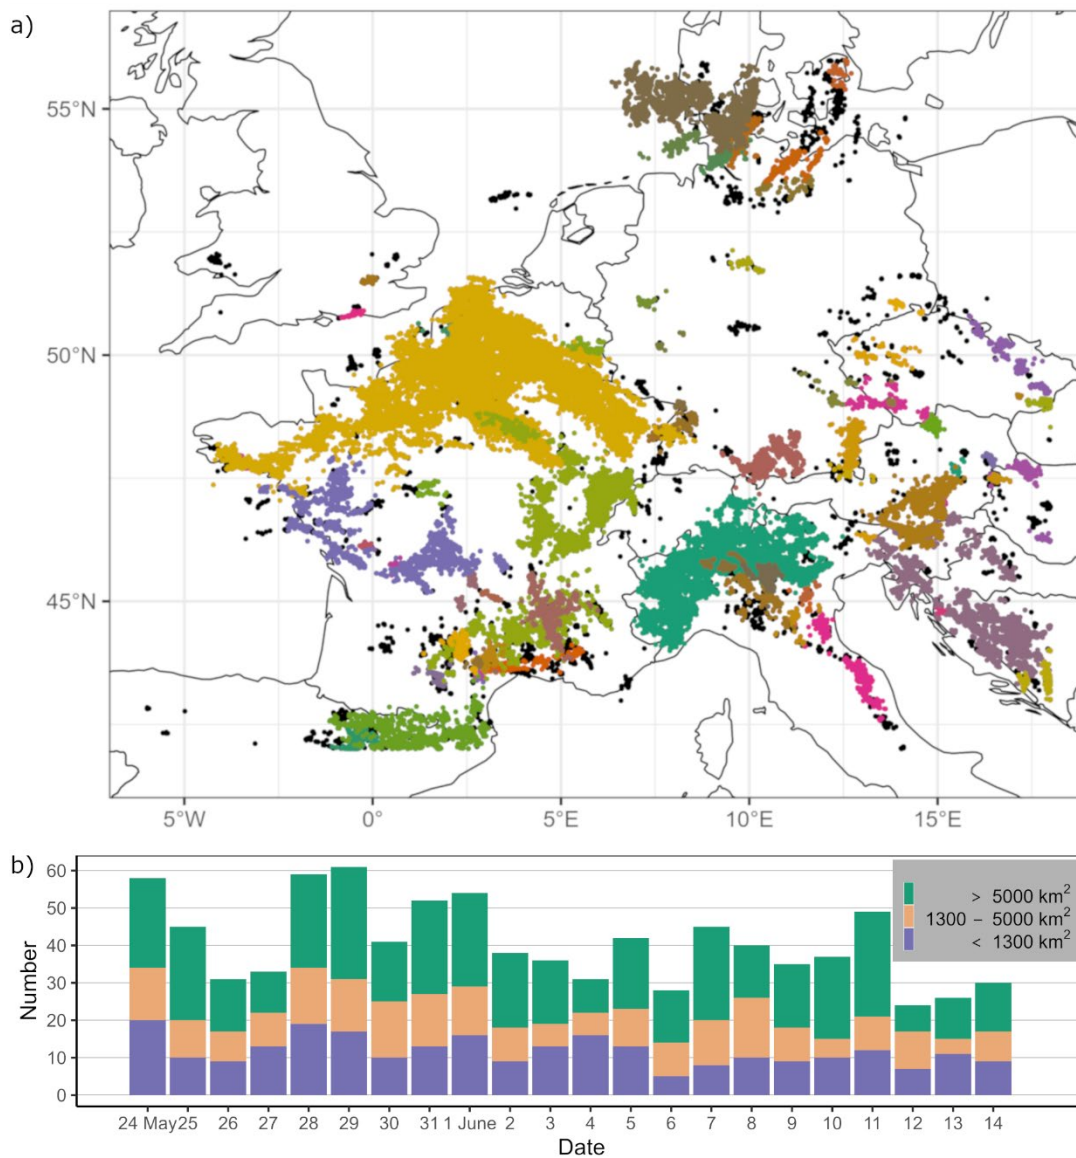 a)
55°N
50°N
45°N
5°W 0° 5°E 10°E 15°E
b)
Number
60
50
40
30
20
10
0
> 5000 km²
1300 – 5000 km²
< 1300 km²
24 May 25 26 27 28 29 30 31 1 June 2 3 4 5 6 7 8 9 10 11 12 13 14
Date